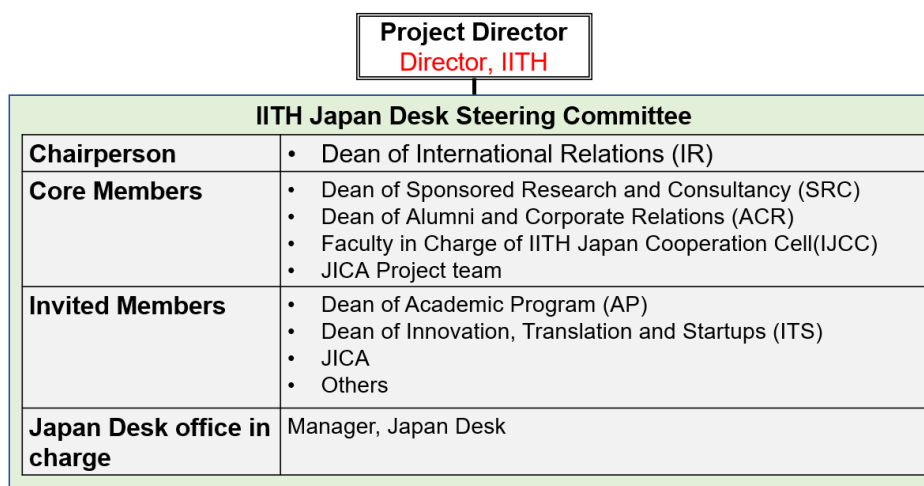 Project Director
Director, IITH
IITH Japan Desk Steering Committee
Chairperson
• Dean of International Relations (IR)
Core Members
• Dean of Sponsored Research and Consultancy (SRC)
• Dean of Alumni and Corporate Relations (ACR)
• Faculty in Charge of IITH Japan Cooperation Cell(IJCC)
• JICA Project team
Invited Members
• Dean of Academic Program (AP)
• Dean of Innovation, Translation and Startups (ITS)
• JICA
• Others
Japan Desk office in
charge
Manager, Japan Desk